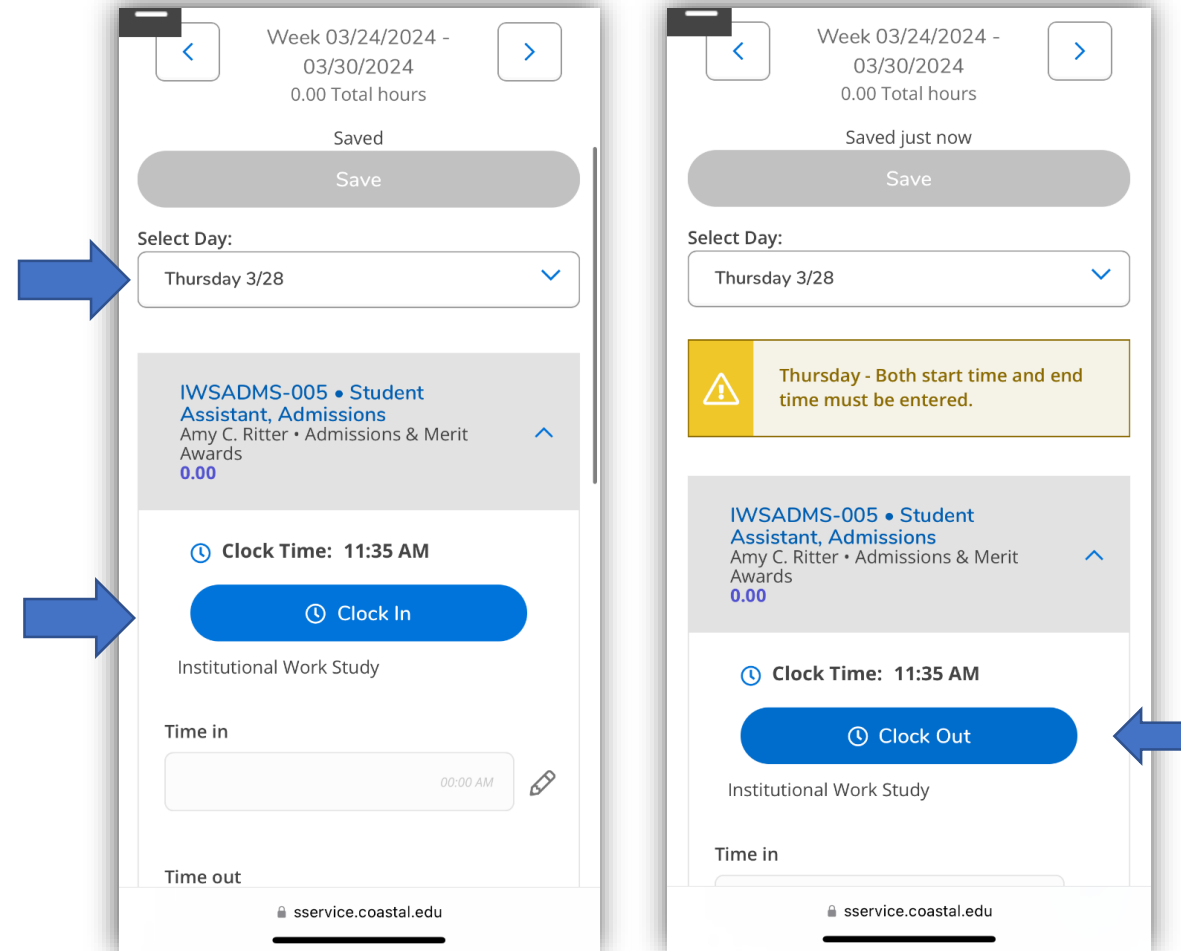 Week 03/24/2024 -
03/30/2024
0.00 Total hours
Saved
Save
Select Day:
Thursday 3/28
IWSADMS-005 • Student
Assistant, Admissions
Amy C. Ritter • Admissions & Merit
Awards
0.00
Clock Time: 11:35 AM
Clock In
Institutional Work Study
Time in
00:00 AM
Time out
sservice.coastal.edu
Week 03/24/2024 -
03/30/2024
0.00 Total hours
Saved just now
Save
Select Day:
Thursday 3/28
Thursday - Both start time and end
time must be entered.
IWSADMS-005 • Student
Assistant, Admissions
Amy C. Ritter • Admissions & Merit
Awards
0.00
Clock Time: 11:35 AM
Clock Out
Institutional Work Study
Time in
sservice.coastal.edu